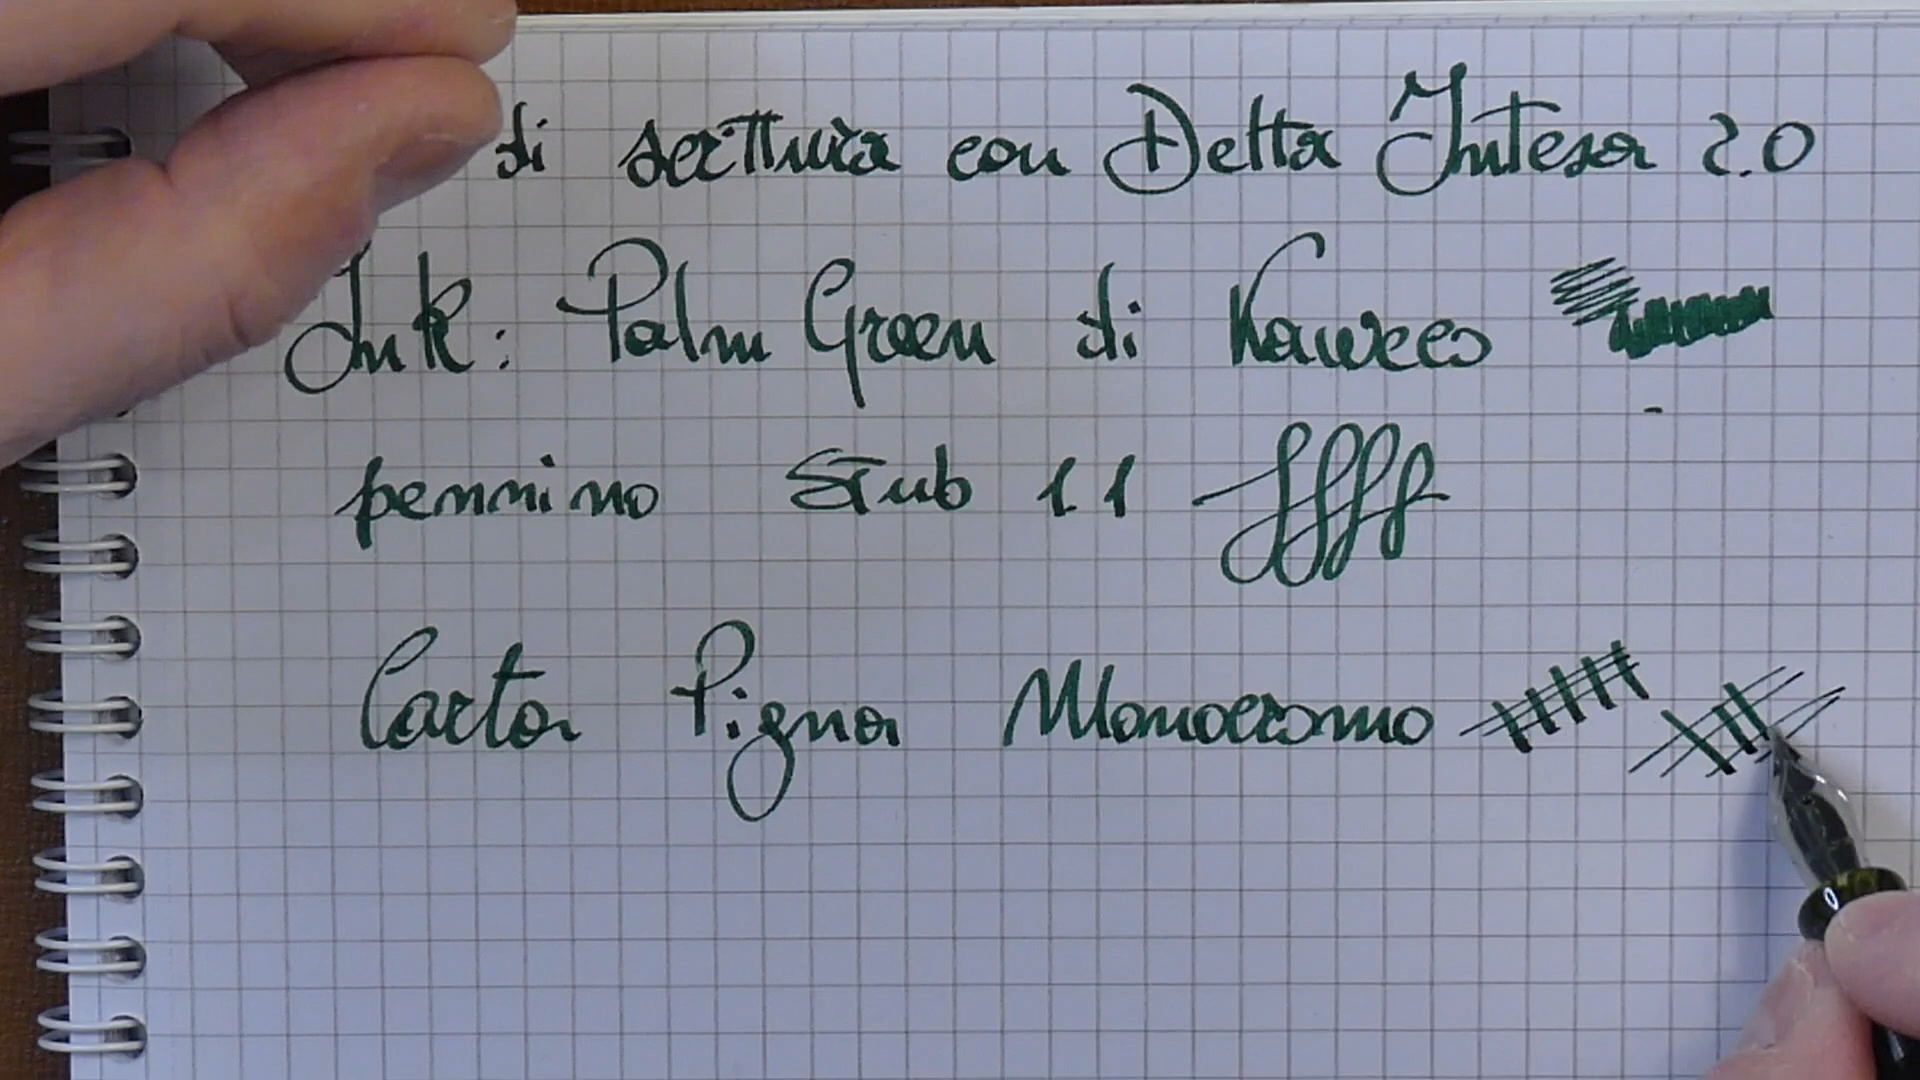 di scrittura con Delta Intesa 2.0
Ink: Palm Green di Kaweco
pennino Stub 1.1
Carta Pigna Monocromo